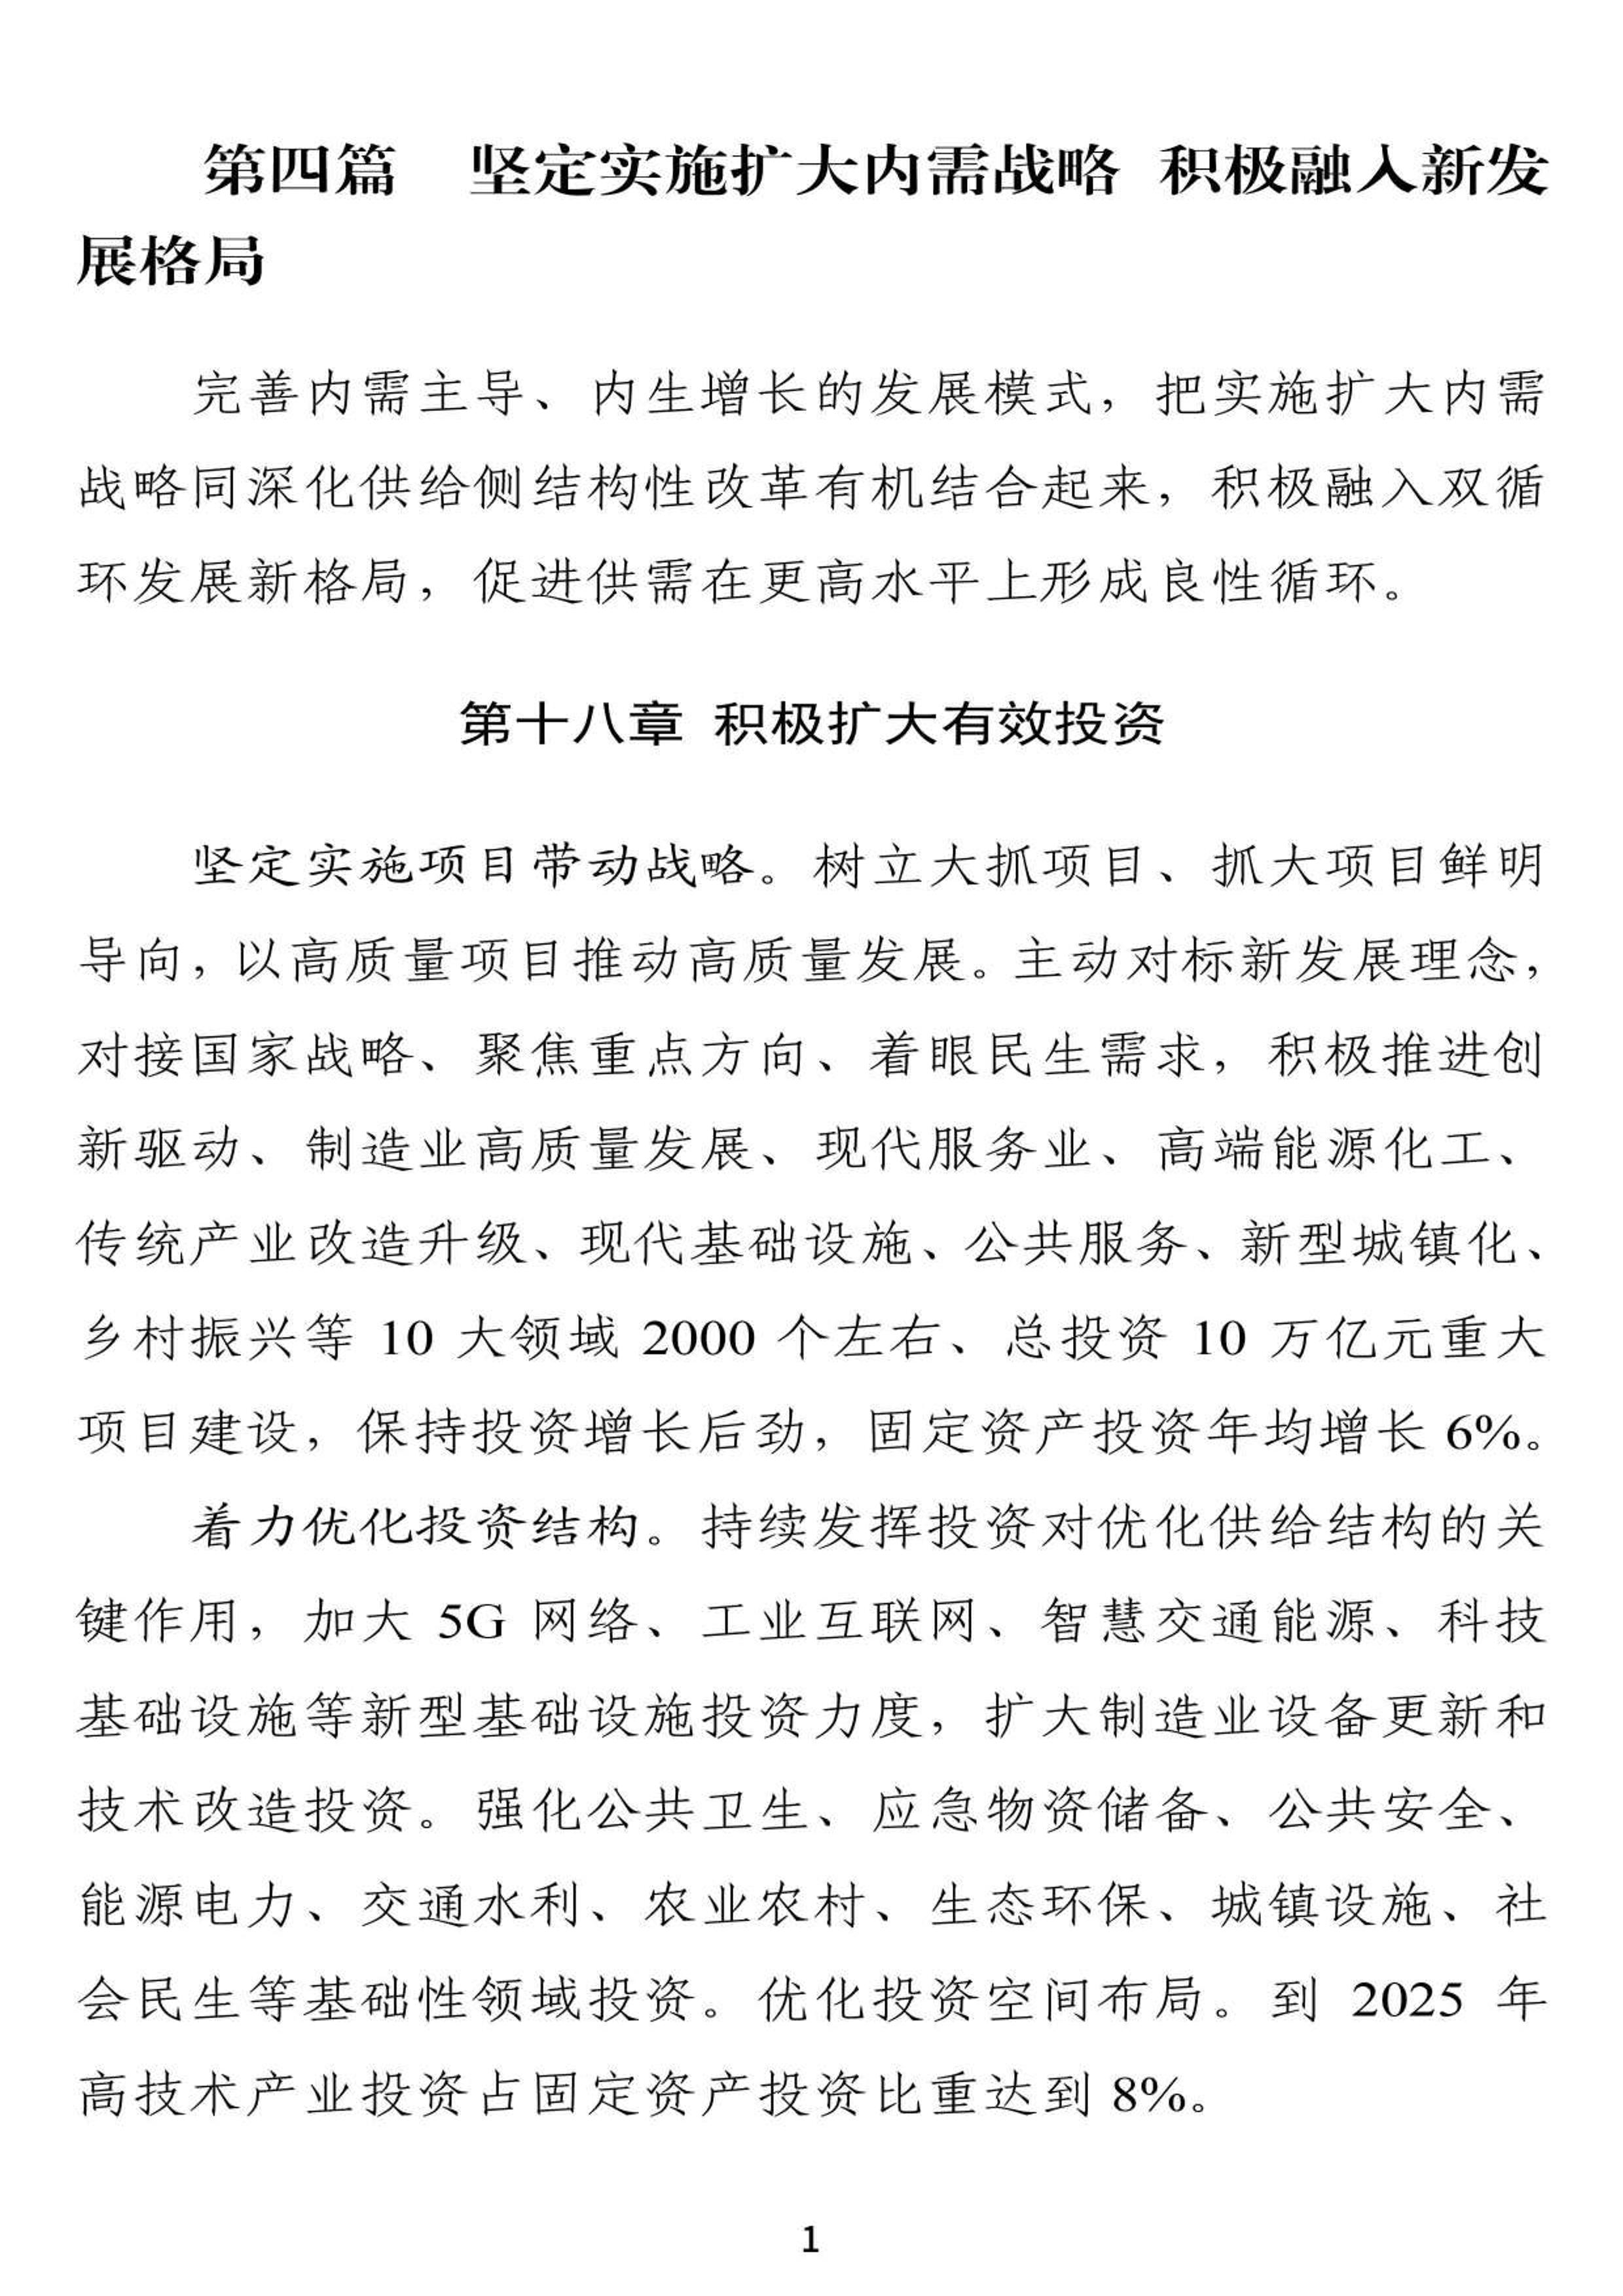 第四篇　坚定实施扩大内需战略 积极融入新发
展格局
完善内需主导、内生增长的发展模式，把实施扩大内需
战略同深化供给侧结构性改革有机结合起来，积极融入双循
环发展新格局，促进供需在更高水平上形成良性循环。
第十八章 积极扩大有效投资
坚定实施项目带动战略。树立大抓项目、抓大项目鲜明
导向，以高质量项目推动高质量发展。主动对标新发展理念，
对接国家战略、聚焦重点方向、着眼民生需求，积极推进创
新驱动、制造业高质量发展、现代服务业、高端能源化工、
传统产业改造升级、现代基础设施、公共服务、新型城镇化、
乡村振兴等 10 大领域 2000 个左右、总投资 10 万亿元重大
项目建设，保持投资增长后劲，固定资产投资年均增长 6%。
着力优化投资结构。持续发挥投资对优化供给结构的关
键作用，加大 5G 网络、工业互联网、智慧交通能源、科技
基础设施等新型基础设施投资力度，扩大制造业设备更新和
技术改造投资。强化公共卫生、应急物资储备、公共安全、
能源电力、交通水利、农业农村、生态环保、城镇设施、社
会民生等基础性领域投资。优化投资空间布局。到 2025 年
高技术产业投资占固定资产投资比重达到 8%。
1